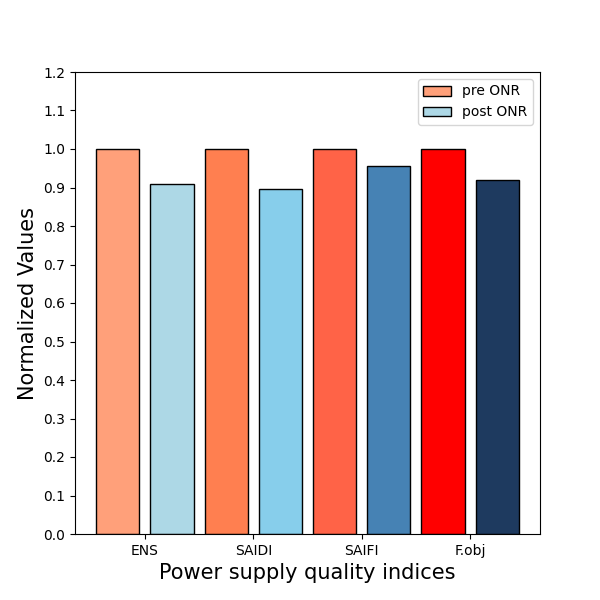 pre ONR
post ONR
Normalized Values
1.2
1.1
1.0
0.9
0.8
0.7
0.6
0.5
0.4
0.3
0.2
0.1
0.0
ENS SAIDI SAIFI F.obj
Power supply quality indices